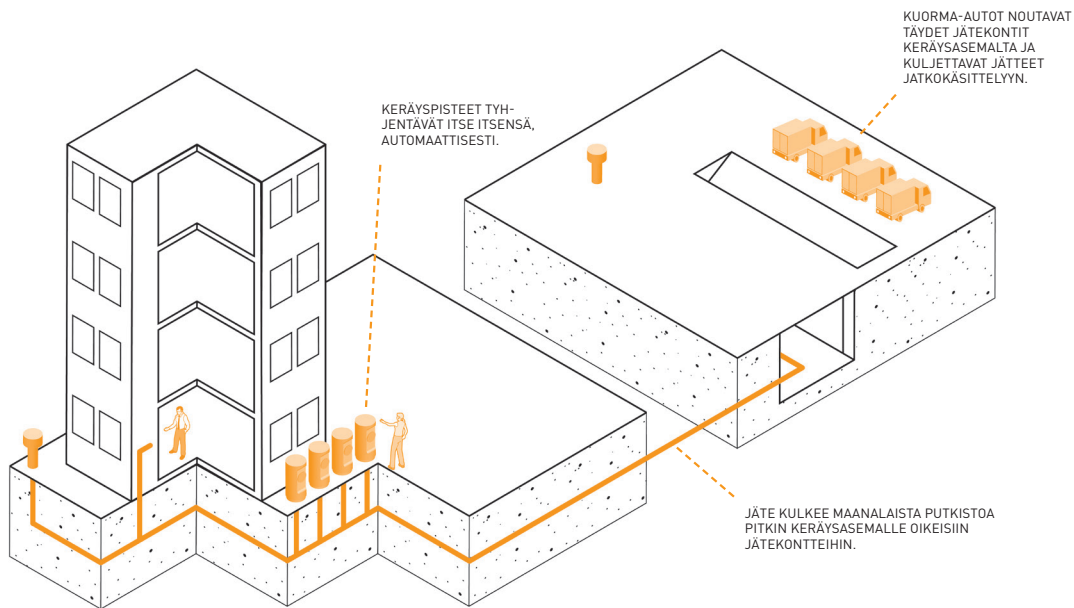 KUORMA-AUTOT NOUTAVAT
TÄYDET JÄTEKONTIT
KERÄYSASEMALTA JA
KULJETTAVAT JÄTTEET
JATKOKÄSITTELYYN.
KERÄYSPISTEET TYH-
JENTÄVÄT ITSE ITSENSÄ,
AUTOMAATTISESTI.
JÄTE KULKEE MAANALAISTA PUTKISTOA
PITKIN KERÄYSASEMALLE OIKEISIIN
JÄTEKONTTEIHIN.